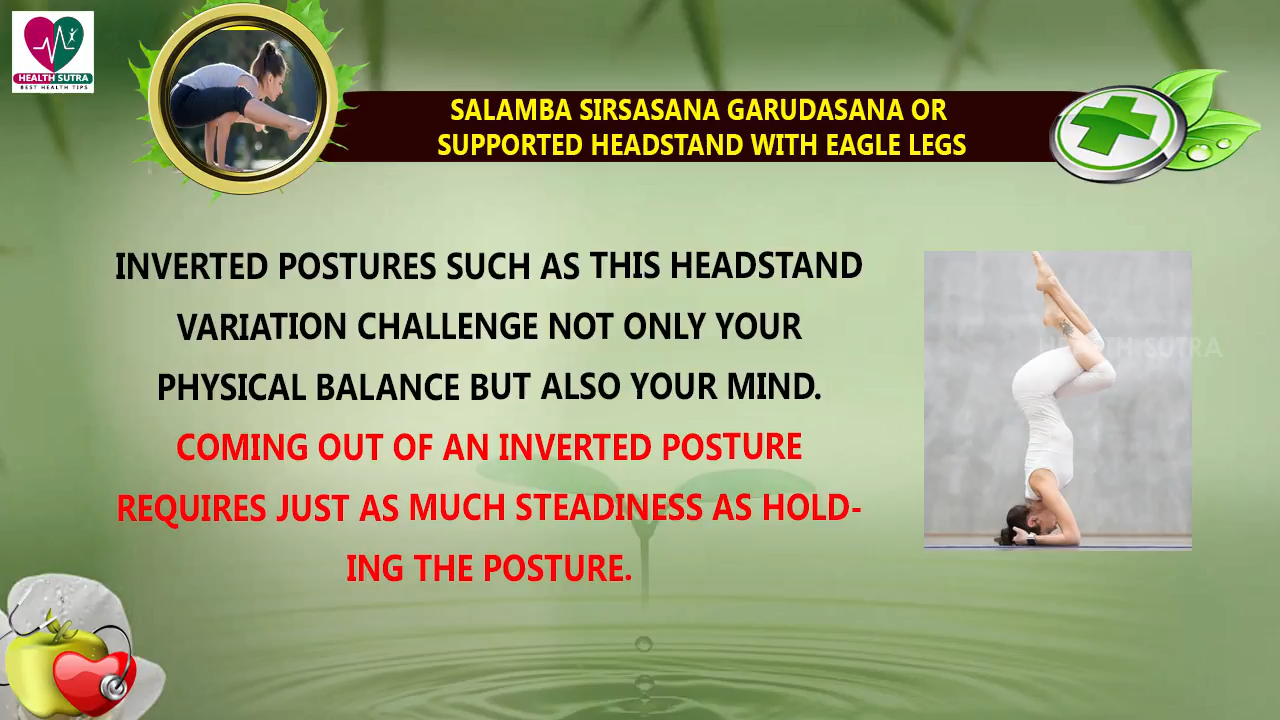 HEALTH SUTRA
BEST HEALTH TIPS
SALAMBA SIRSASANA GARUDASANA OR
SUPPORTED HEADSTAND WITH EAGLE LEGS
INVERTED POSTURES SUCH AS THIS HEADSTAND
VARIATION CHALLENGE NOT ONLY YOUR
PHYSICAL BALANCE BUT ALSO YOUR MIND.
COMING OUT OF AN INVERTED POSTURE
REQUIRES JUST AS MUCH STEADINESS AS HOLD-
ING THE POSTURE.
HEALTH SUTRA